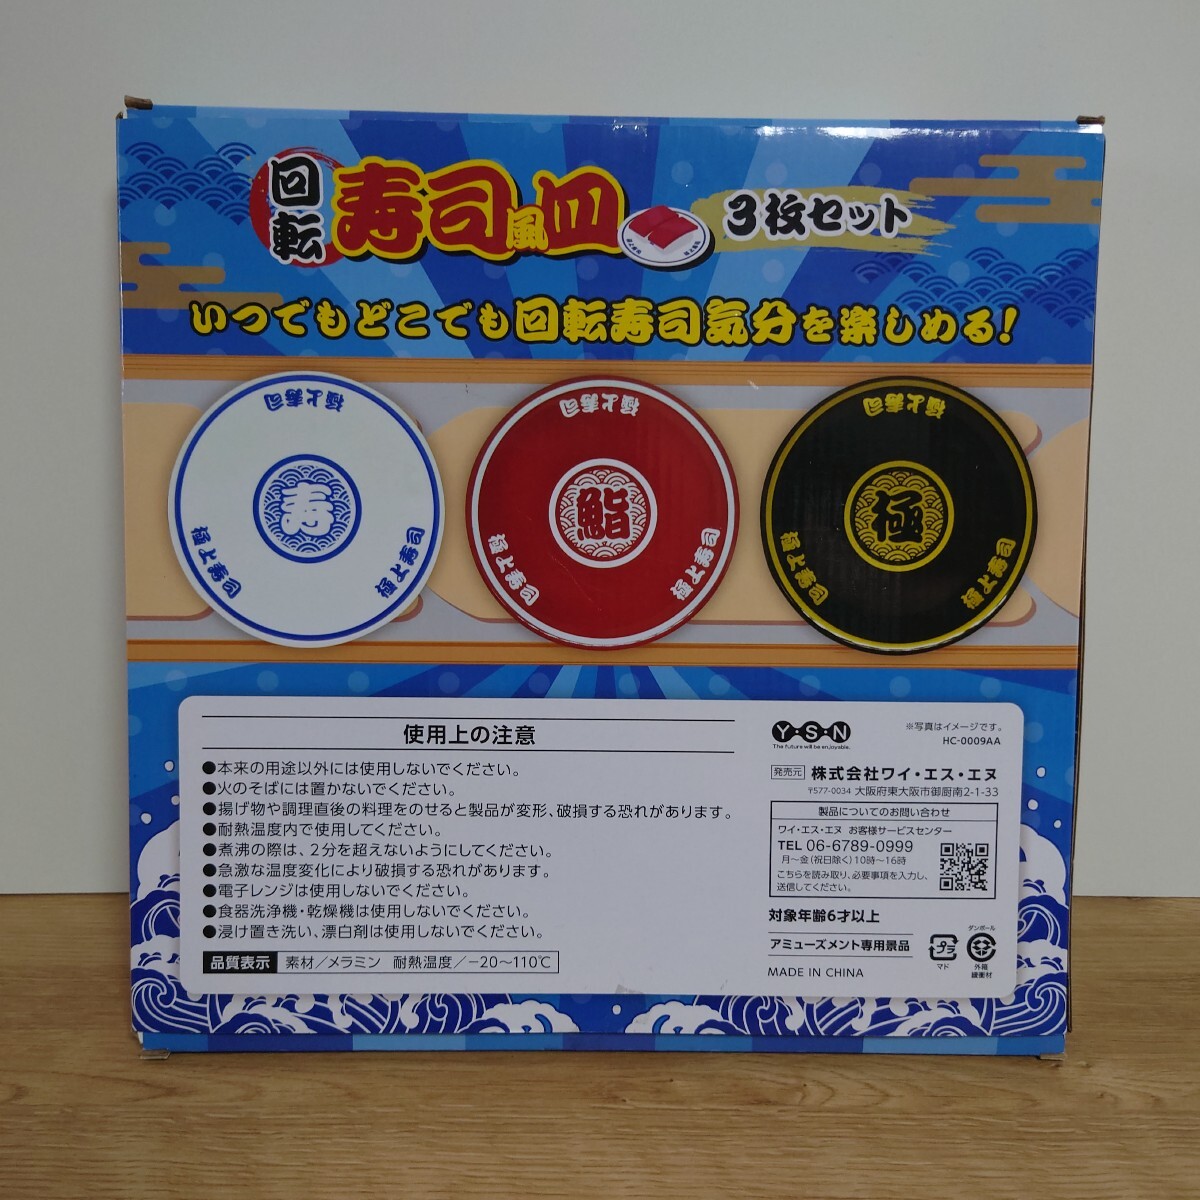 回転
寿司風皿
3枚セット
いつでもどこでも回転寿司気分を楽しめる!
極上寿司
寿
極上寿司
極上寿司
極上寿司
鮨
極上寿司
極上寿司
極上寿司
極
極上寿司
極上寿司
使用上の注意
●本来の用途以外には使用しないでください。
●火のそばには置かないでください。
●揚げ物や調理直後の料理をのせると製品が変形、破損する恐れがあります。
●耐熱温度内で使用してください。
●煮沸の際は、2分を超えないようにしてください。
●急激な温度変化により破損する恐れがあります。
●電子レンジは使用しないでください。
●食器洗浄機・乾燥機は使用しないでください。
●浸け置き洗い、漂白剤は使用しないでください。
品質表示 素材/メラミン 耐熱温度/−20〜110℃
Y・S・N
The future will be enjoyable.
※写真はイメージです。
HC-0009AA
発売元 株式会社ワイ・エス・エヌ
〒577-0034 大阪府東大阪市御厨南2-1-33
製品についてのお問い合わせ
ワイ・エス・エヌ お客様サービスセンター
TEL 06-6789-0999
月〜金(祝日除く)10時〜16時
こちらを読み取り、必要事項を入力し、
送信してください。
対象年齢6才以上
アミューズメント専用景品
MADE IN CHINA
プラ
マド
ダンボール
外箱
緩衝材